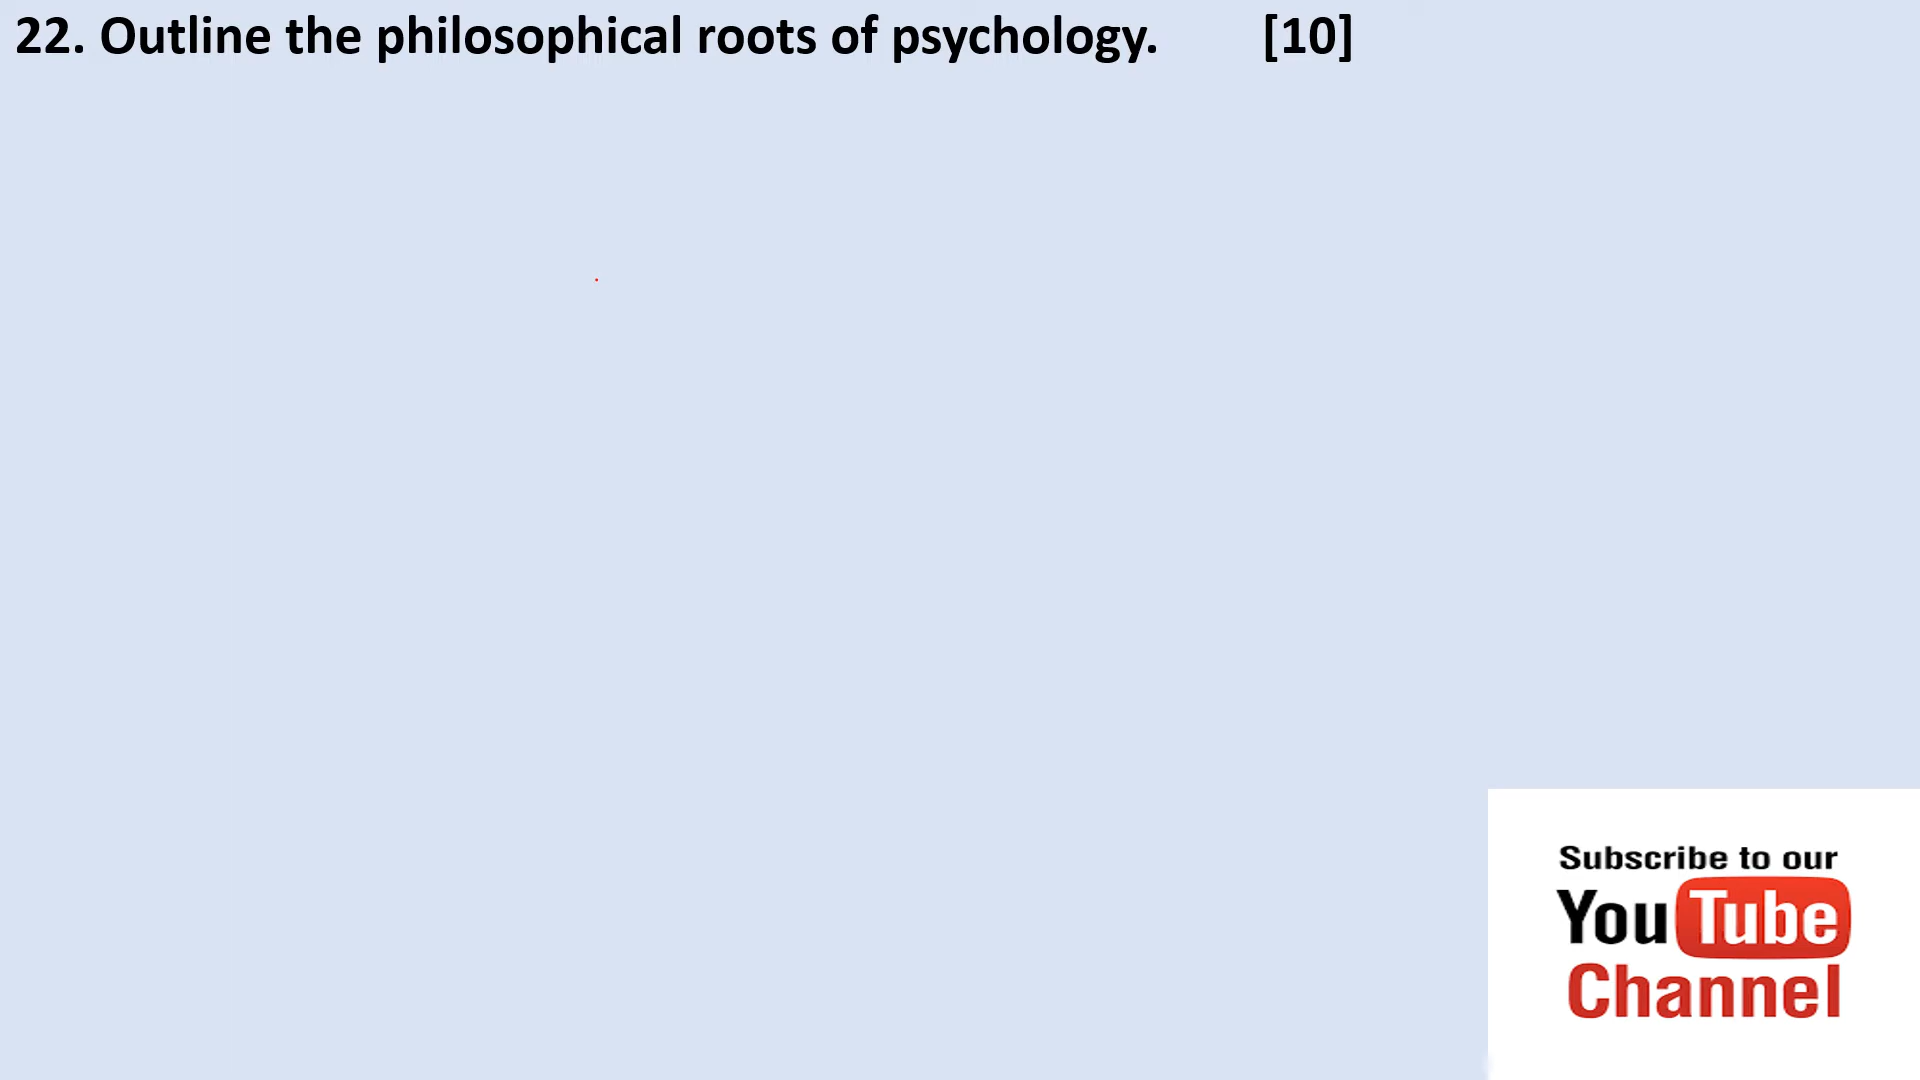 22. Outline the philosophical roots of psychology. [10]
Subscribe to our
YouTube
Channel